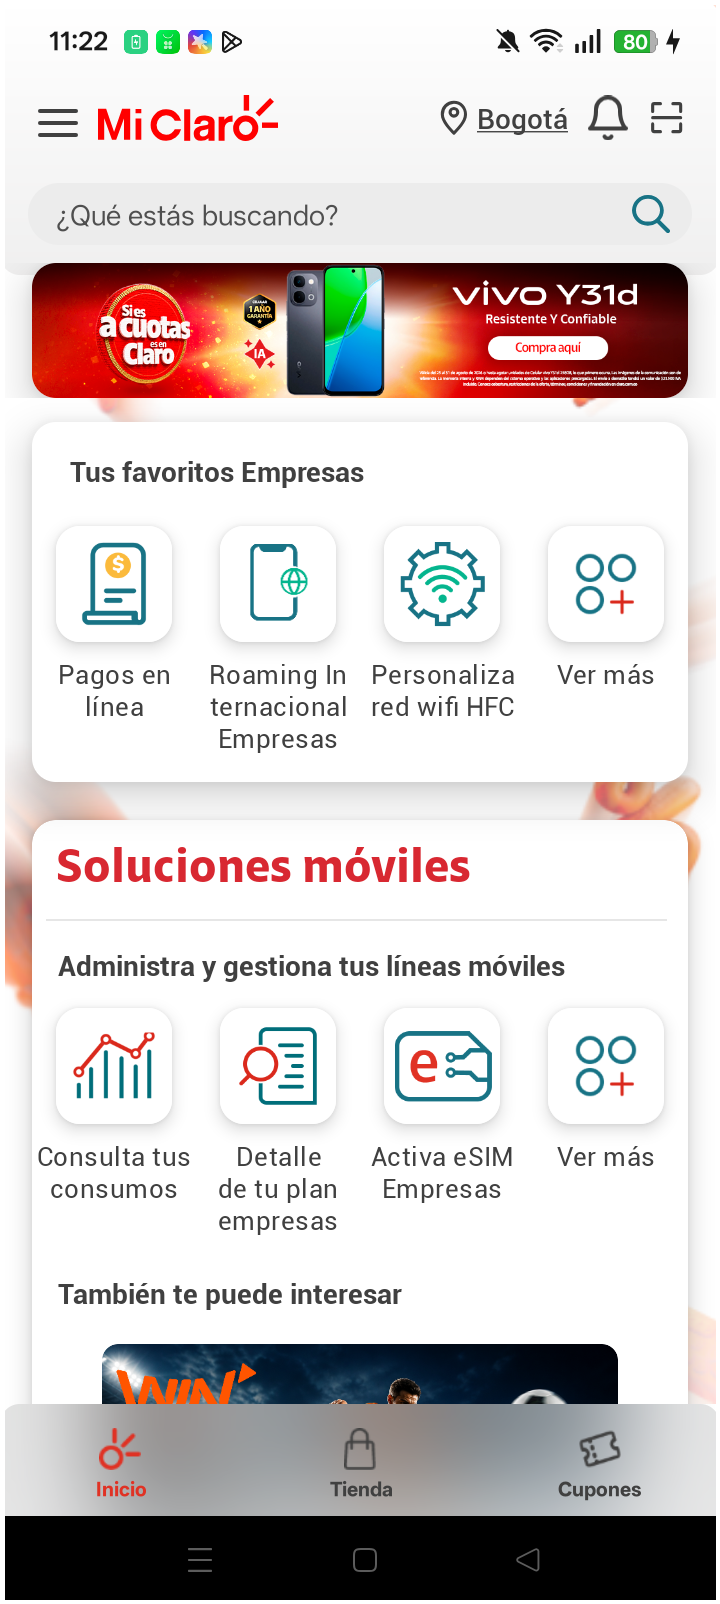 11:22
80
Mi Claro
Bogotá
¿Qué estás buscando?
Si es
a cuotas
es en
Claro
1 AÑO
GARANTÍA
IA
vivo Y31d
Resistente Y Confiable
Compra aquí
Tus favoritos Empresas
Pagos en
línea
Roaming In
ternacional
Empresas
Personaliza
red wifi HFC
Ver más
Soluciones móviles
Administra y gestiona tus líneas móviles
Consulta tus
consumos
Detalle
de tu plan
empresas
Activa eSIM
Empresas
Ver más
También te puede interesar
WIN
Inicio
Tienda
Cupones